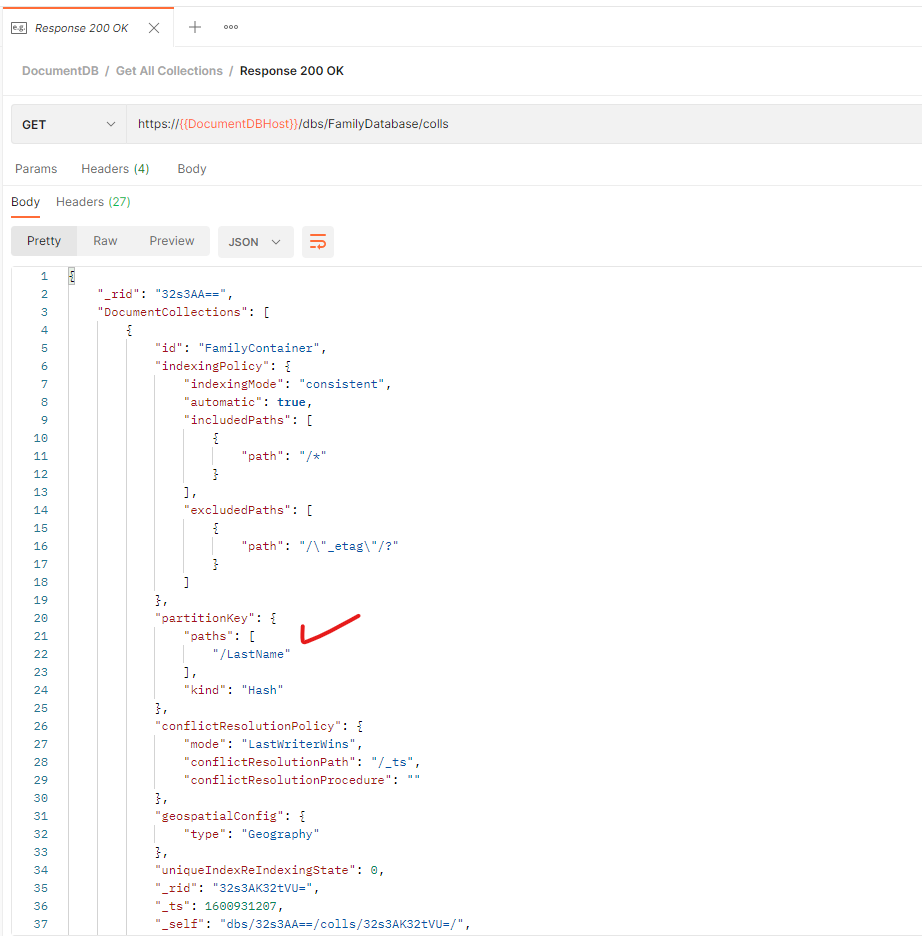 e.g. Response 200 OK
DocumentDB / Get All Collections / Response 200 OK
GET https://{{DocumentDBHost}}/dbs/FamilyDatabase/colls
Params Headers (4) Body
Body Headers (27)
Pretty Raw Preview JSON
1 {
2 "_rid": "32s3AA==",
3 "DocumentCollections": [
4 {
5 "id": "FamilyContainer",
6 "indexingPolicy": {
7 "indexingMode": "consistent",
8 "automatic": true,
9 "includedPaths": [
10 {
11 "path": "/*"
12 }
13 ],
14 "excludedPaths": [
15 {
16 "path": "/\"_etag\"/?"
17 }
18 ]
19 },
20 "partitionKey": {
21 "paths": [
22 "/LastName"
23 ],
24 "kind": "Hash"
25 },
26 "conflictResolutionPolicy": {
27 "mode": "LastWriterWins",
28 "conflictResolutionPath": "/_ts",
29 "conflictResolutionProcedure": ""
30 },
31 "geospatialConfig": {
32 "type": "Geography"
33 },
34 "uniqueIndexReIndexingState": 0,
35 "_rid": "32s3AK32tVU=",
36 "_ts": 1600931207,
37 "_self": "dbs/32s3AA==/colls/32s3AK32tVU=/",